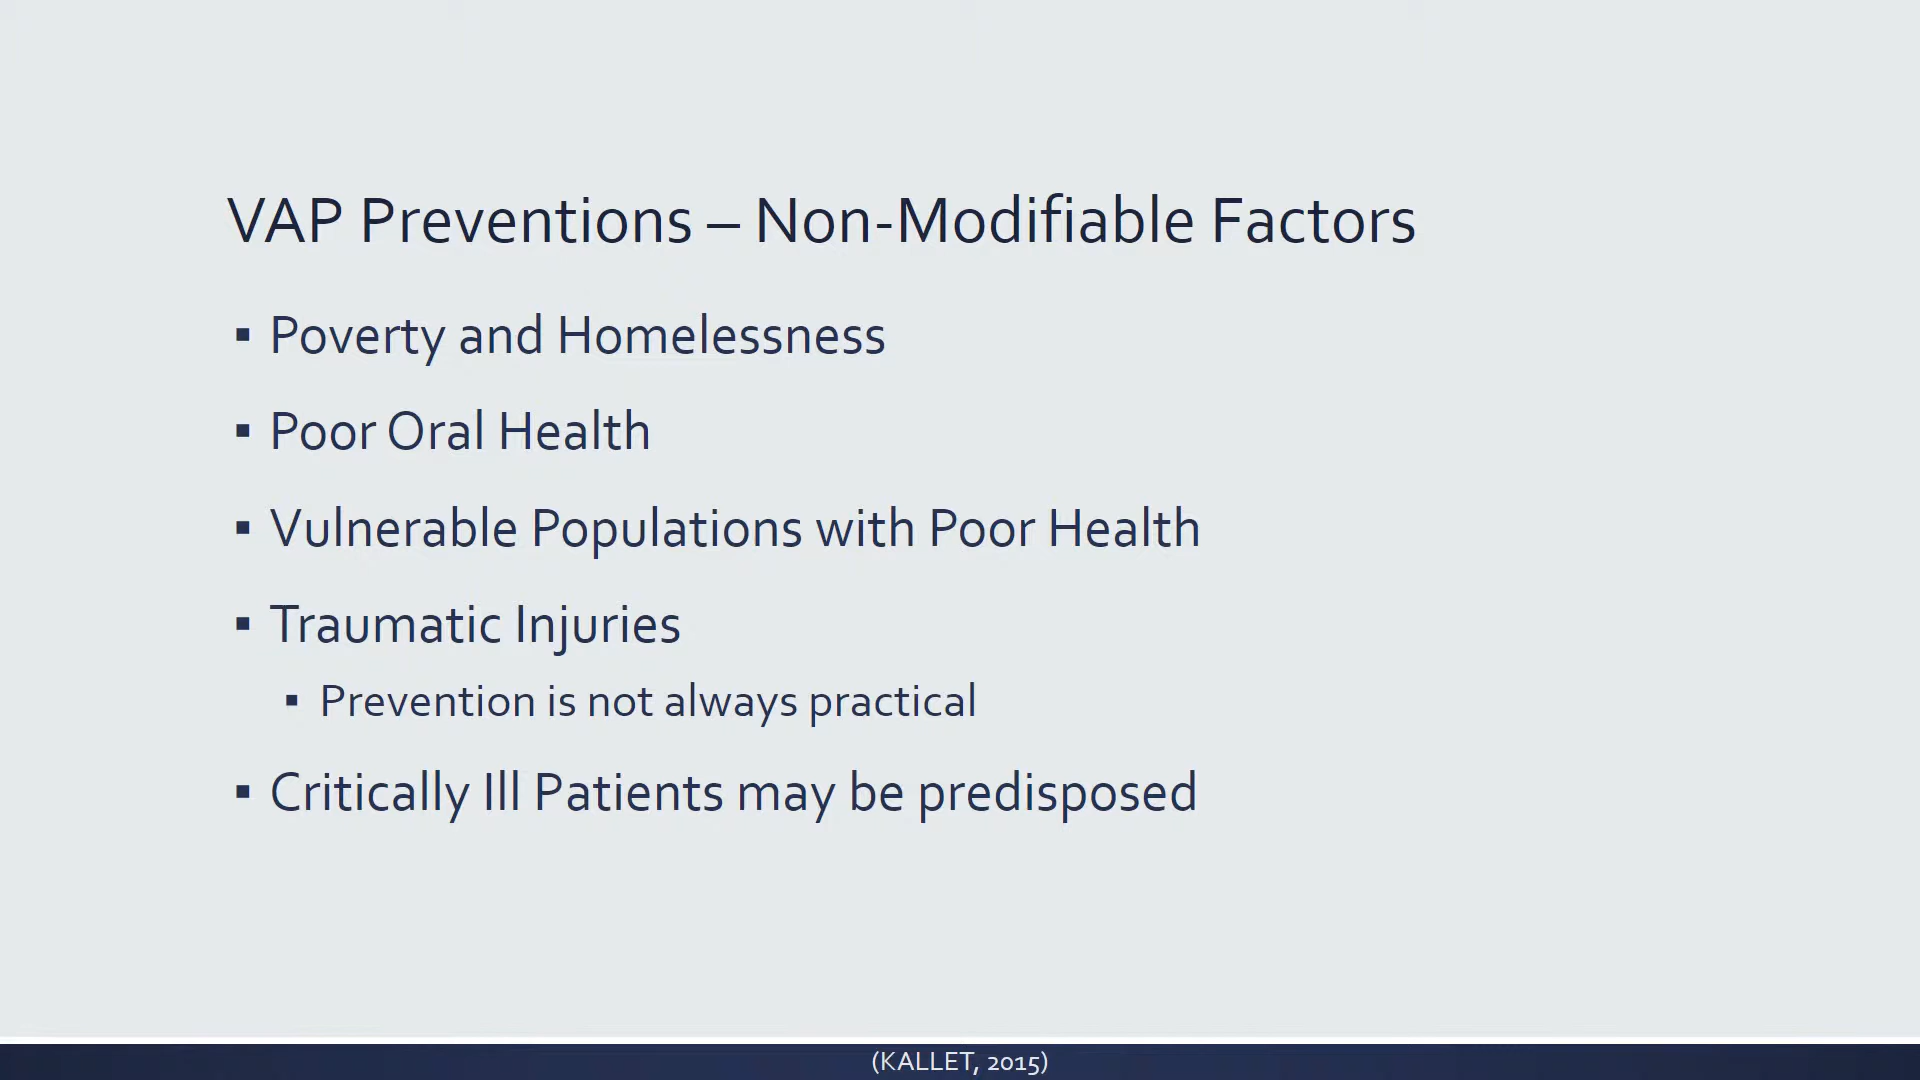 VAP Preventions – Non-Modifiable Factors
▪ Poverty and Homelessness
▪ Poor Oral Health
▪ Vulnerable Populations with Poor Health
▪ Traumatic Injuries
▪ Prevention is not always practical
▪ Critically Ill Patients may be predisposed
(KALLET, 2015)